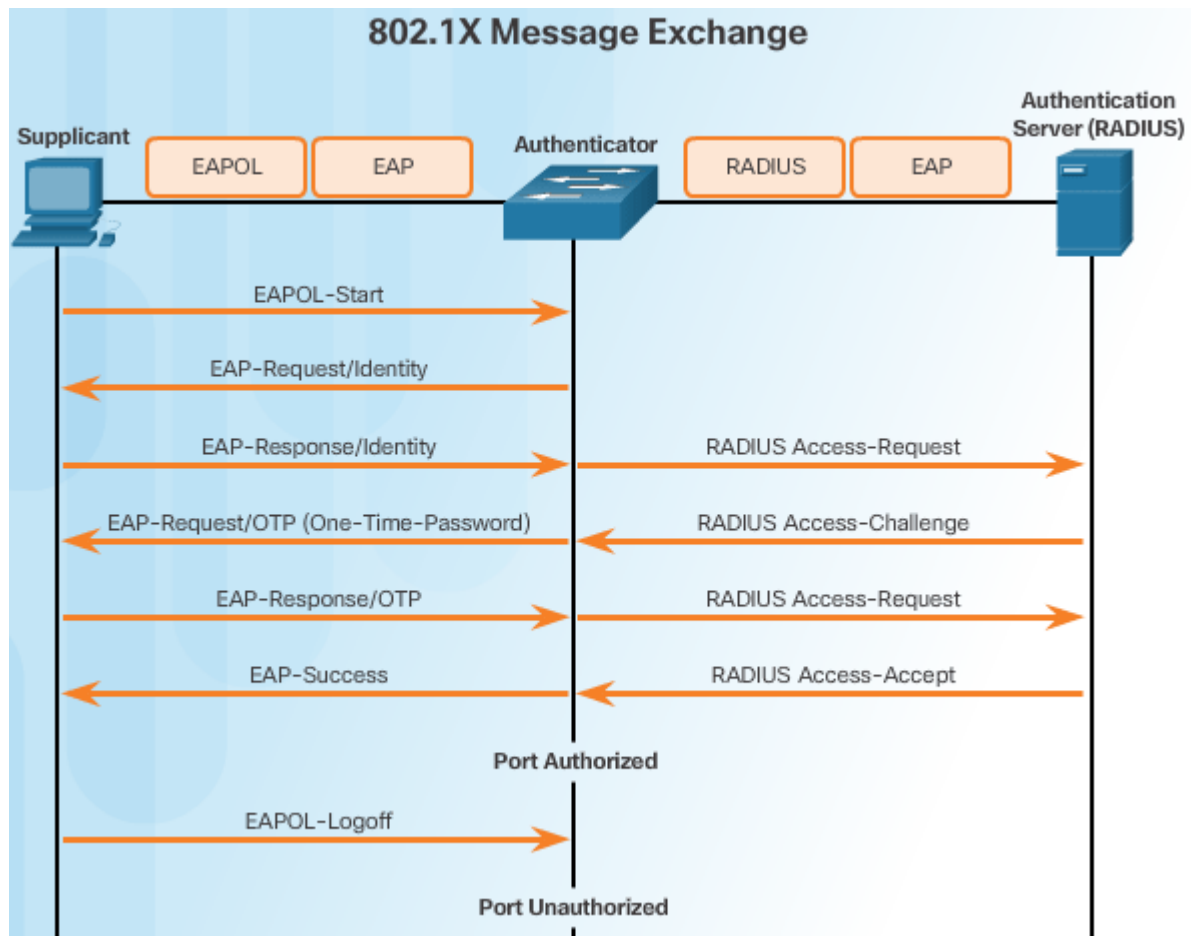 802.1X Message Exchange
Supplicant
EAPOL
EAP
Authenticator
RADIUS
EAP
Authentication
Server (RADIUS)
EAPOL-Start
EAP-Request/Identity
EAP-Response/Identity
RADIUS Access-Request
EAP-Request/OTP (One-Time-Password)
RADIUS Access-Challenge
EAP-Response/OTP
RADIUS Access-Request
EAP-Success
RADIUS Access-Accept
Port Authorized
EAPOL-Logoff
Port Unauthorized